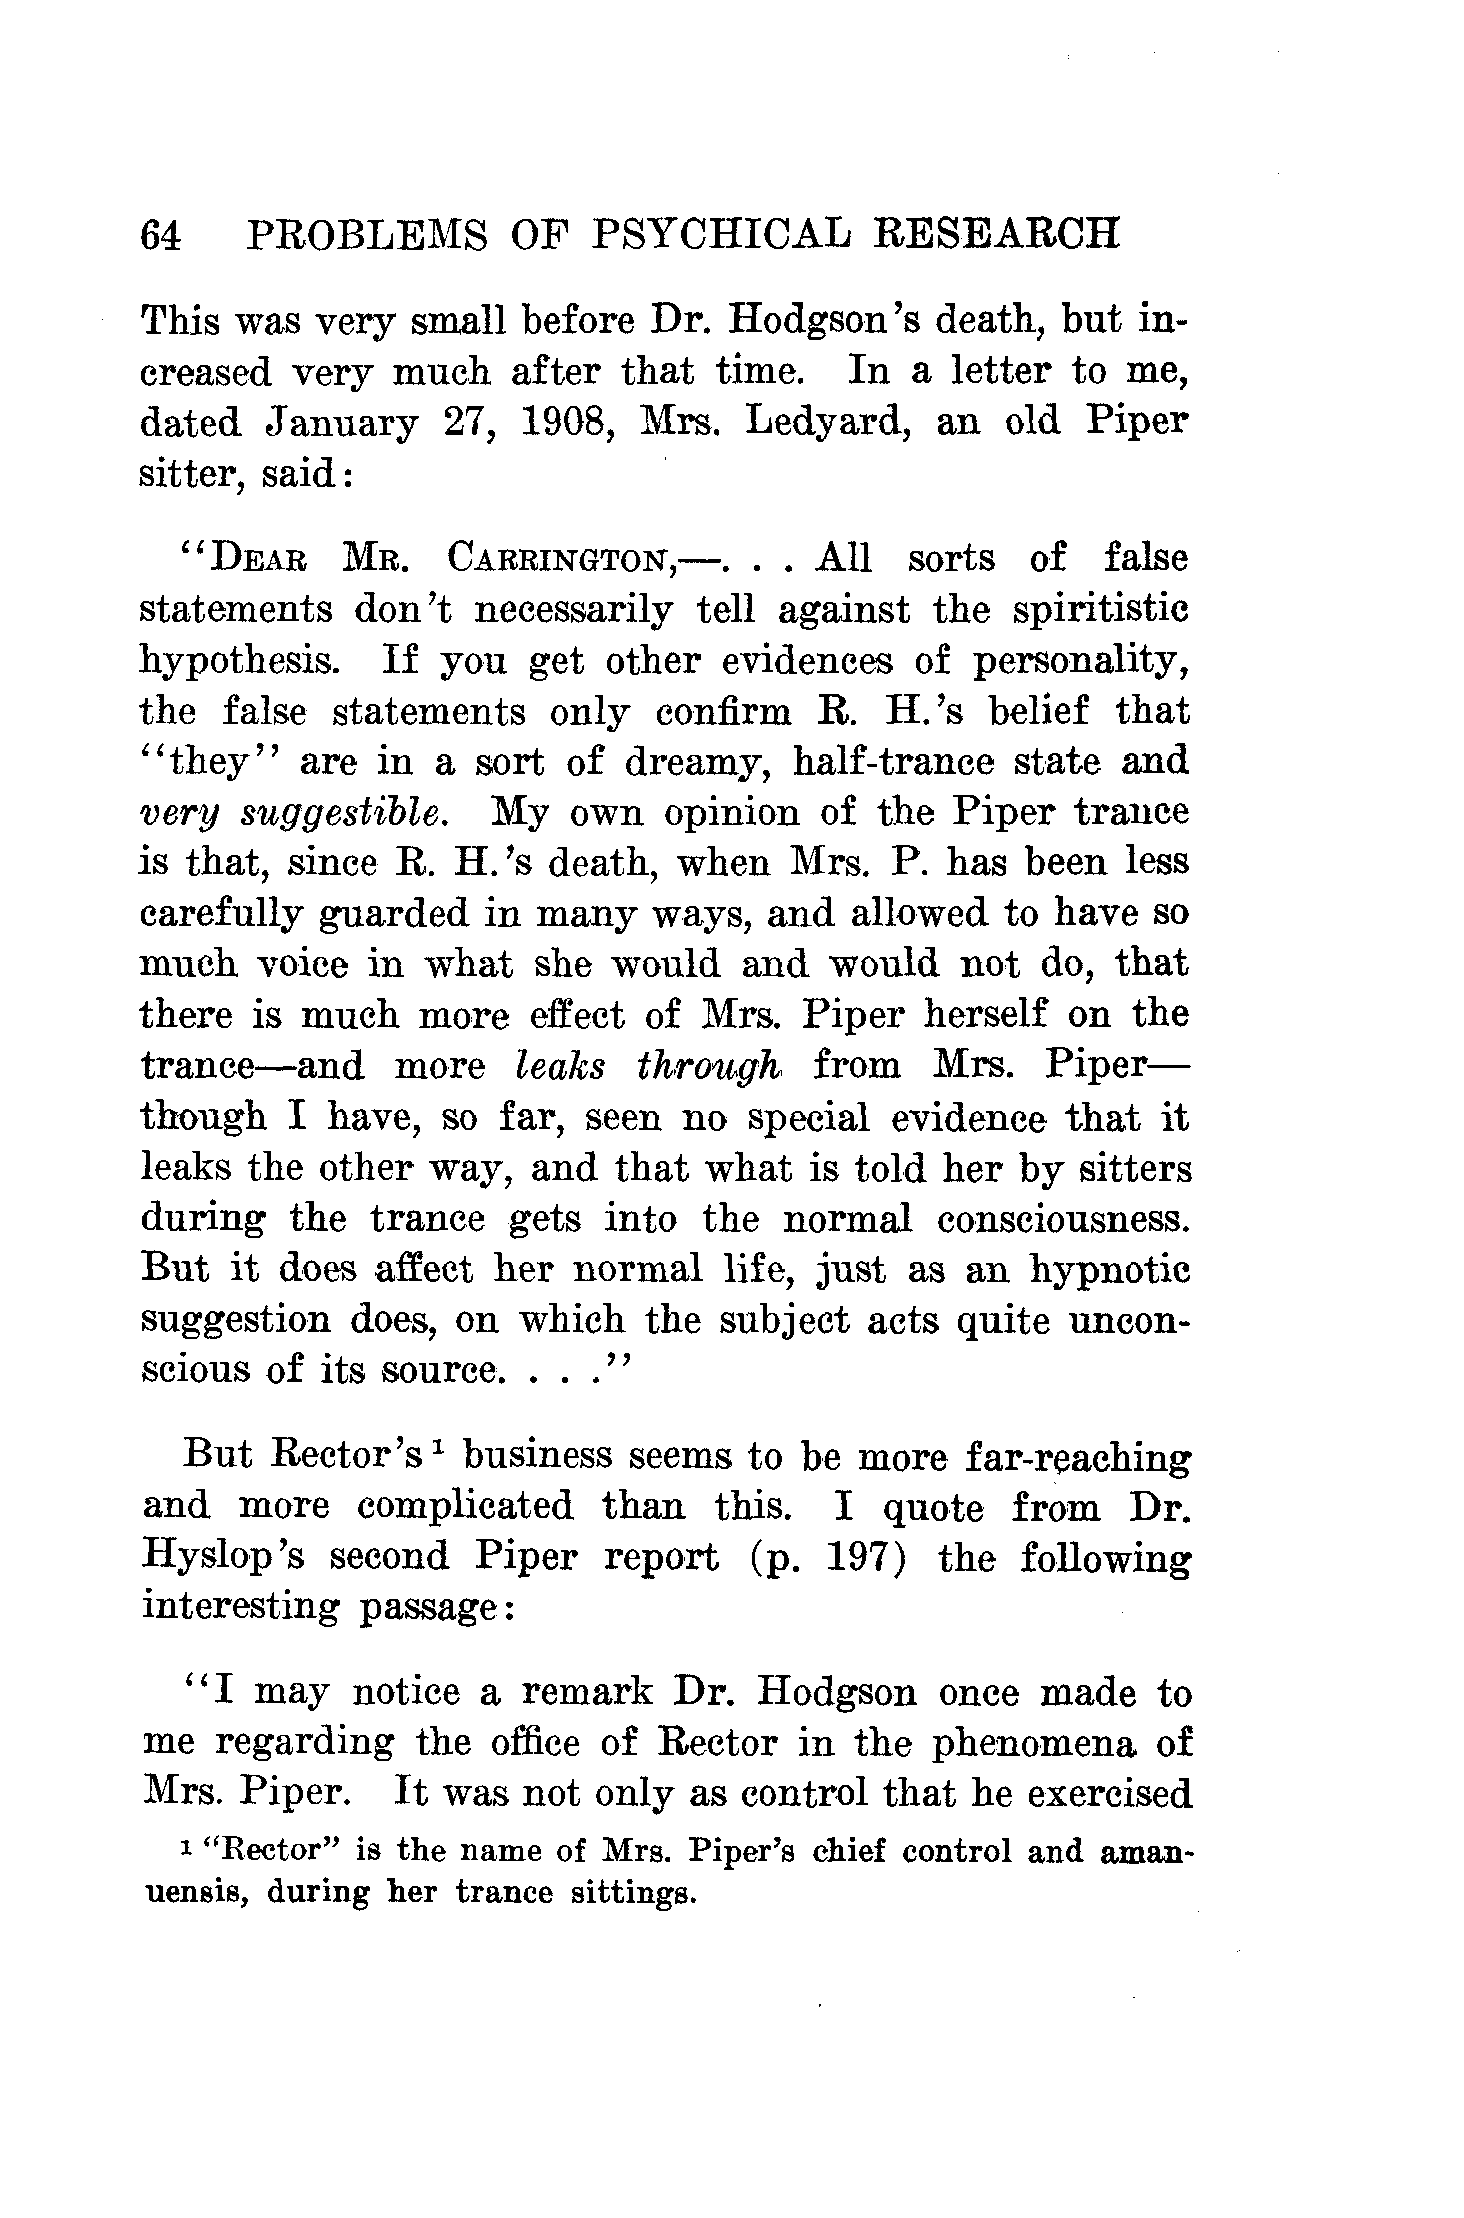 64 PROBLEMS OF PSYCHICAL RESEARCH
This was very small before Dr. Hodgson's death, but in-
creased very much after that time. In a letter to me,
dated January 27, 1908, Mrs. Ledyard, an old Piper
sitter, said:
"DEAR MR. CARRINGTON,—. . . All sorts of false
statements don't necessarily tell against the spiritistic
hypothesis. If you get other evidences of personality,
the false statements only confirm R. H.'s belief that
"they" are in a sort of dreamy, half-trance state and
very suggestible. My own opinion of the Piper trance
is that, since R. H.'s death, when Mrs. P. has been less
carefully guarded in many ways, and allowed to have so
much voice in what she would and would not do, that
there is much more effect of Mrs. Piper herself on the
trance—and more leaks through from Mrs. Piper—
though I have, so far, seen no special evidence that it
leaks the other way, and that what is told her by sitters
during the trance gets into the normal consciousness.
But it does affect her normal life, just as an hypnotic
suggestion does, on which the subject acts quite uncon-
scious of its source. . . ."
But Rector's ¹ business seems to be more far-reaching
and more complicated than this. I quote from Dr.
Hyslop's second Piper report (p. 197) the following
interesting passage:
"I may notice a remark Dr. Hodgson once made to
me regarding the office of Rector in the phenomena of
Mrs. Piper. It was not only as control that he exercised
¹ "Rector" is the name of Mrs. Piper's chief control and aman-
uensis, during her trance sittings.